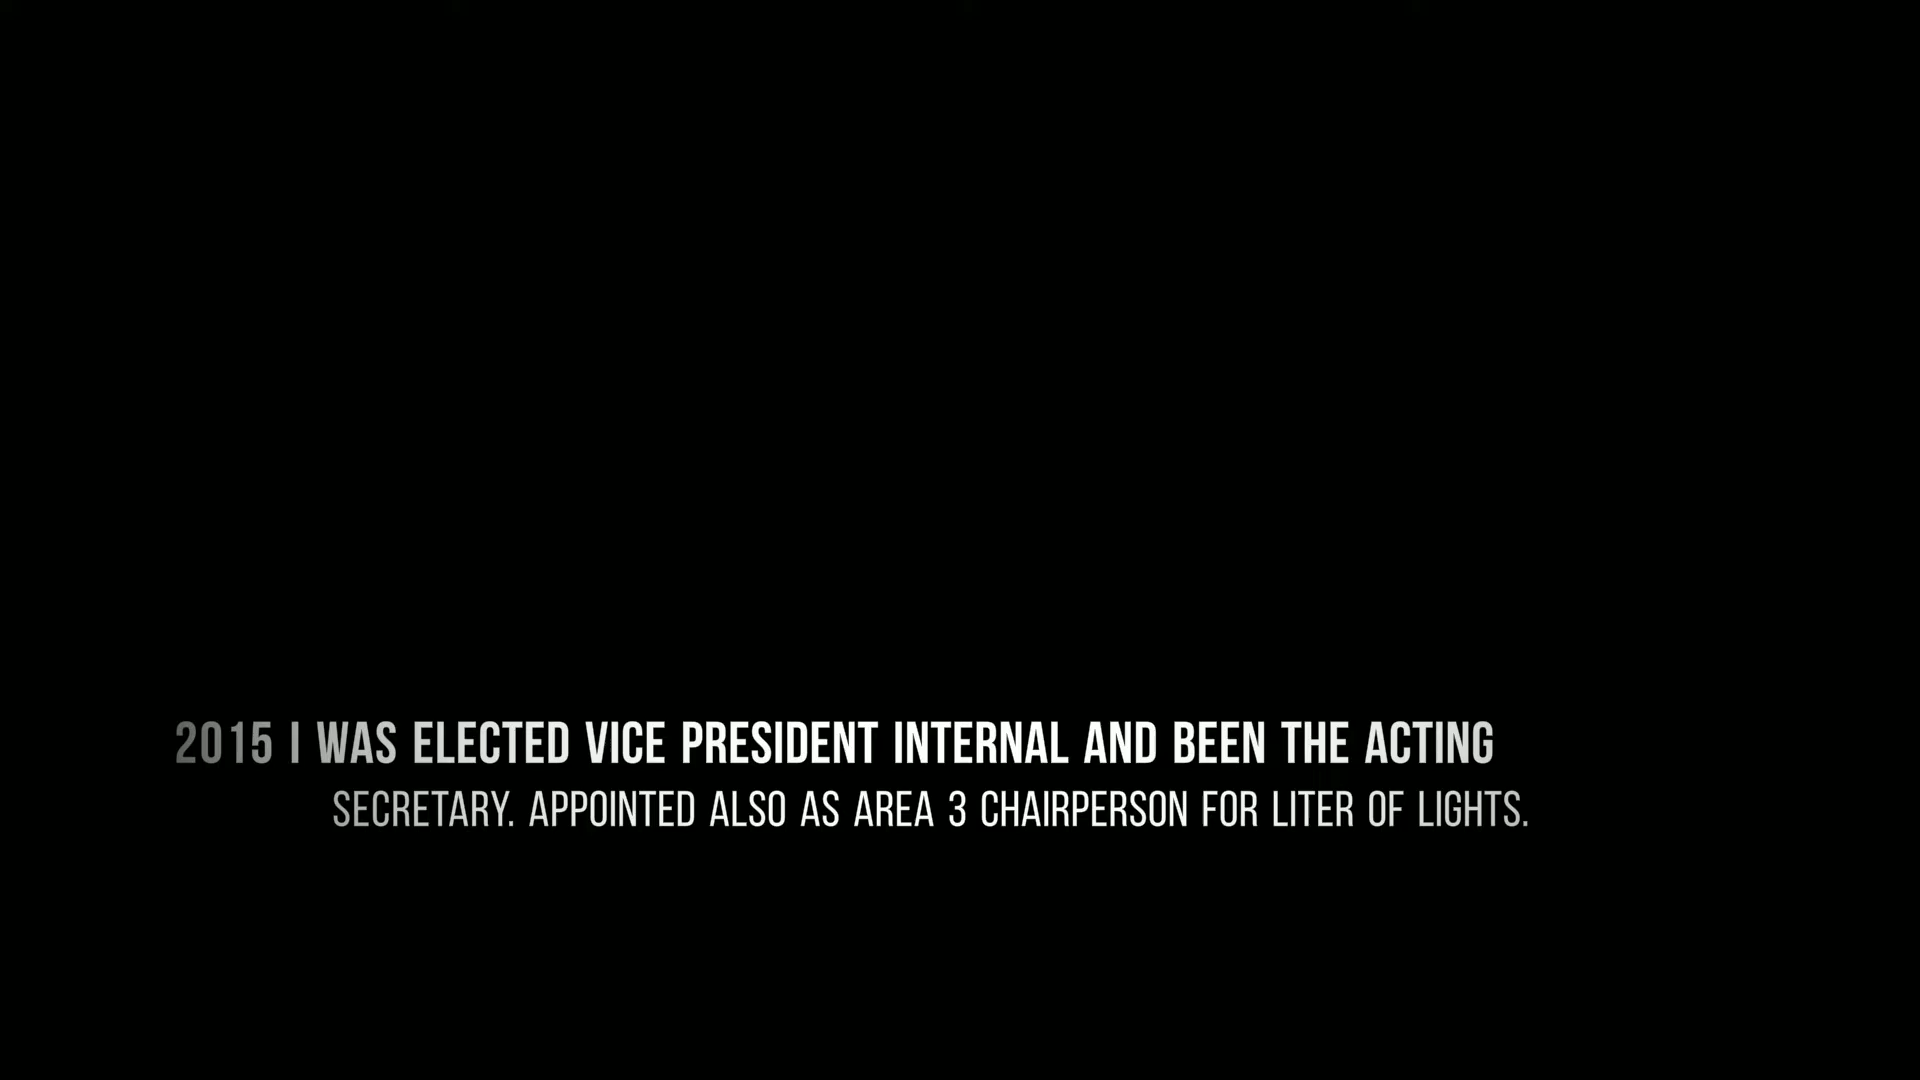 2015 I WAS ELECTED VICE PRESIDENT INTERNAL AND BEEN THE ACTING
SECRETARY. APPOINTED ALSO AS AREA 3 CHAIRPERSON FOR LITER OF LIGHTS.